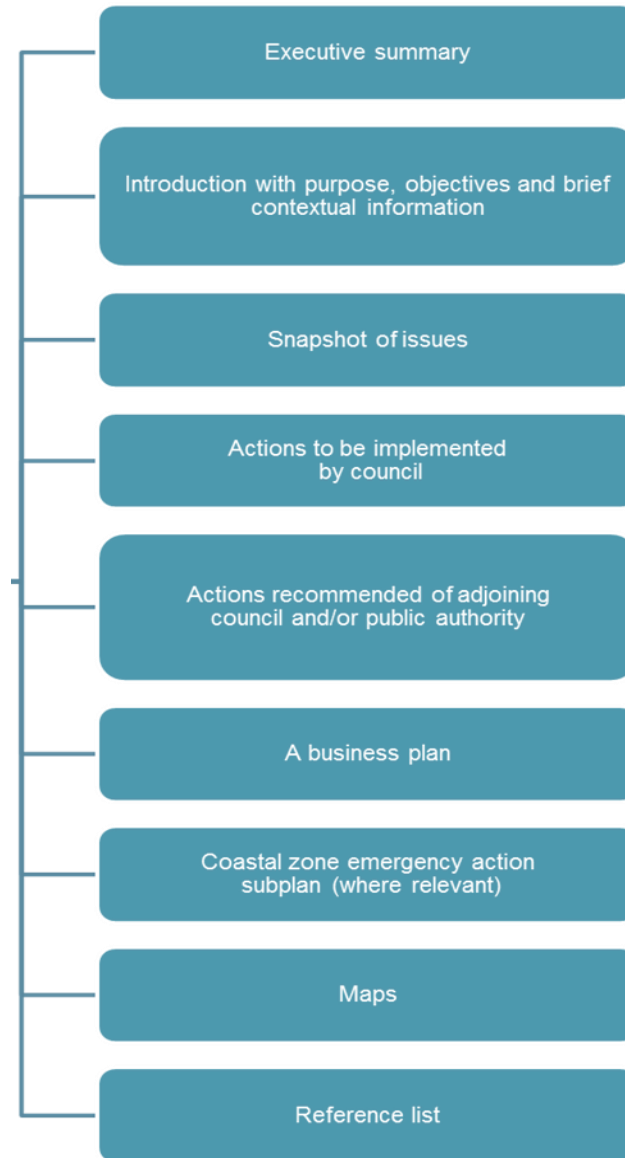 Executive summary
Introduction with purpose, objectives and brief
contextual information
Snapshot of issues
Actions to be implemented
by council
Actions recommended of adjoining
council and/or public authority
A business plan
Coastal zone emergency action
subplan (where relevant)
Maps
Reference list